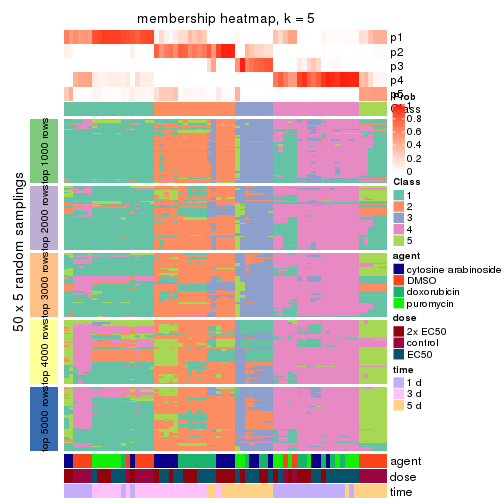 membership heatmap, k = 5
p1
p2
p3
p4
p5
Prob
1
0.8
0.6
0.4
0.2
0
Class
Class
1
2
3
4
5
agent
cytosine arabinoside
DMSO
doxorubicin
puromycin
dose
2x EC50
control
EC50
time
1 d
3 d
5 d
50 x 5 random samplings
top 1000 rows
top 2000 rows
top 3000 rows
top 4000 rows
top 5000 rows
agent
dose
time